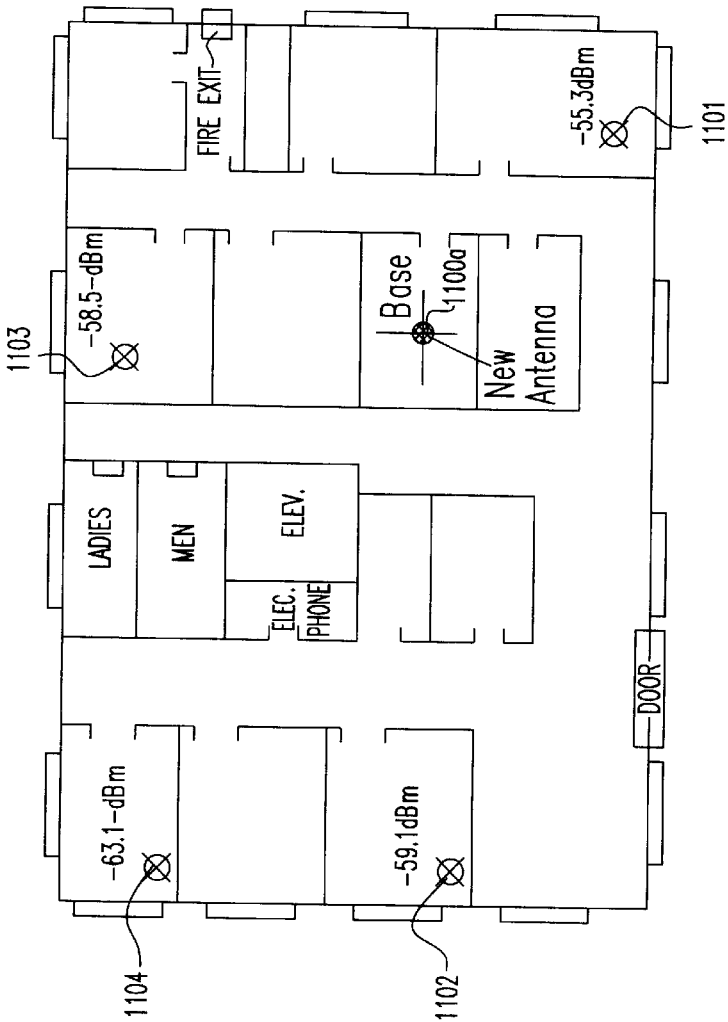 1104
-63.1-dBm
LADIES
MEN
ELEC.
PHONE
ELEV.
1103
-58.5-dBm
FIRE EXIT
1102
-59.1dBm
DOOR
Base
1100a
New
Antenna
-55.3dBm
1101